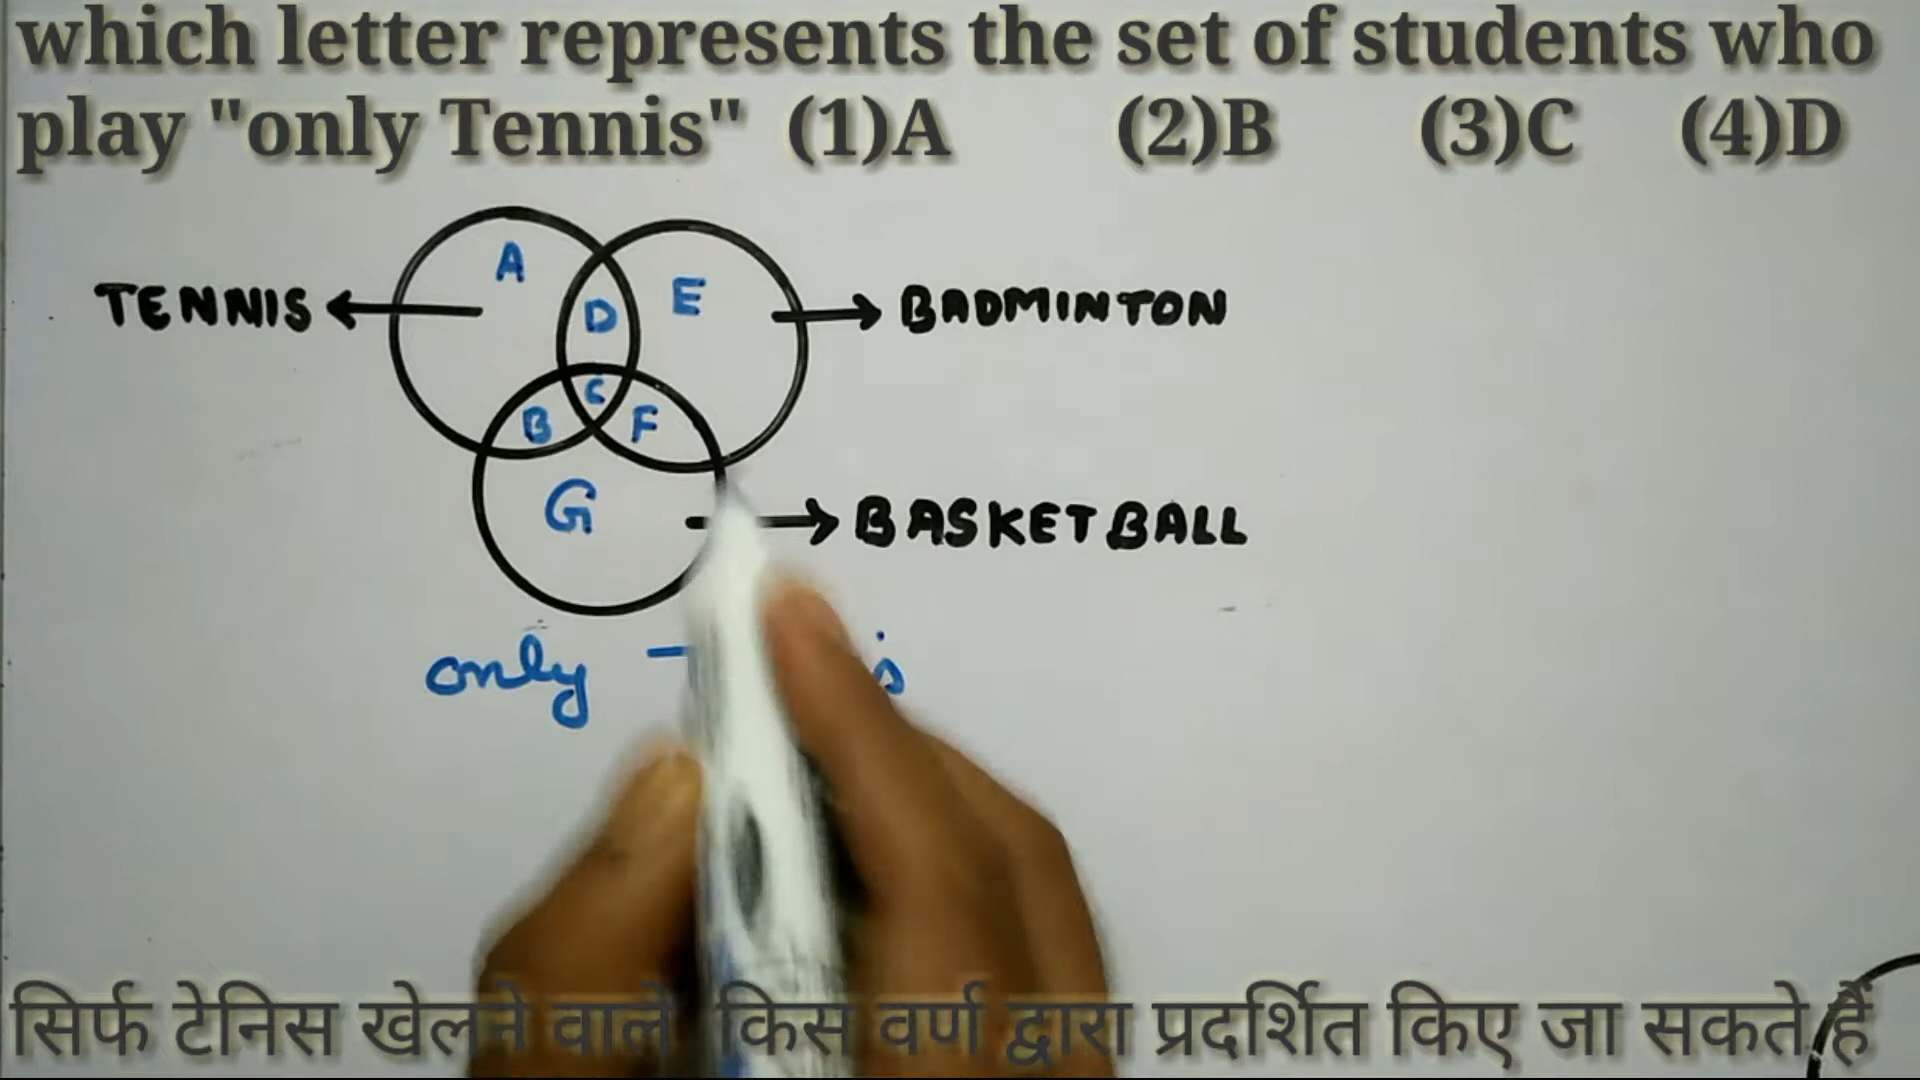 which letter represents the set of students who
play "only Tennis" (1)A (2)B (3)C (4)D
A
TENNIS
D
E
BADMINTON
C
B
F
G
BASKETBALL
only
सिर्फ टेनिस खेलने वाले किस वर्ण द्वारा प्रदर्शित किए जा सकते हैं